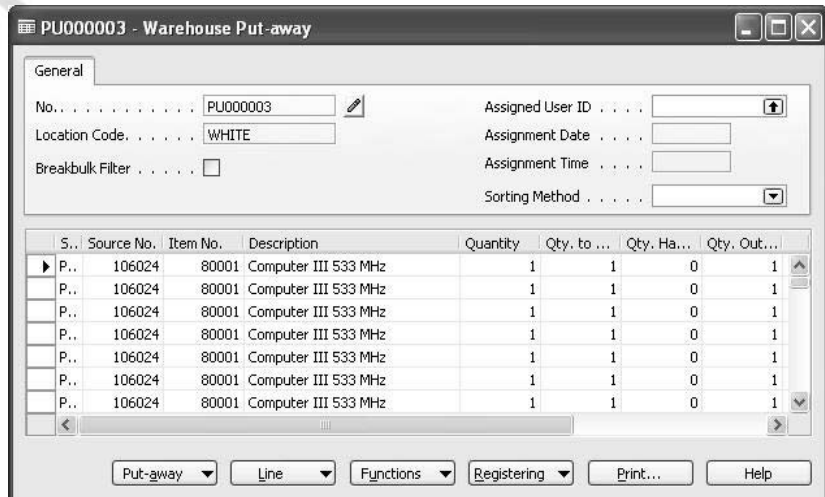 PU000003 - Warehouse Put-away
General
No.. . . . . . . . . . . . PU000003
Assigned User ID . . . .
Location Code. . . . . . WHITE
Assignment Date . . . .
Breakbulk Filter . . . . .
Assignment Time . . . .
Sorting Method . . . . .
S.. Source No. Item No. Description Quantity Qty. to ... Qty. Ha... Qty. Out...
P.. 106024 80001 Computer III 533 MHz 1 1 0 1
P.. 106024 80001 Computer III 533 MHz 1 1 0 1
P.. 106024 80001 Computer III 533 MHz 1 1 0 1
P.. 106024 80001 Computer III 533 MHz 1 1 0 1
P.. 106024 80001 Computer III 533 MHz 1 1 0 1
P.. 106024 80001 Computer III 533 MHz 1 1 0 1
P.. 106024 80001 Computer III 533 MHz 1 1 0 1
Put-away Line Functions Registering Print... Help